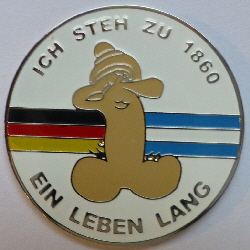 ICH STEH ZU 1860
EIN LEBEN LANG